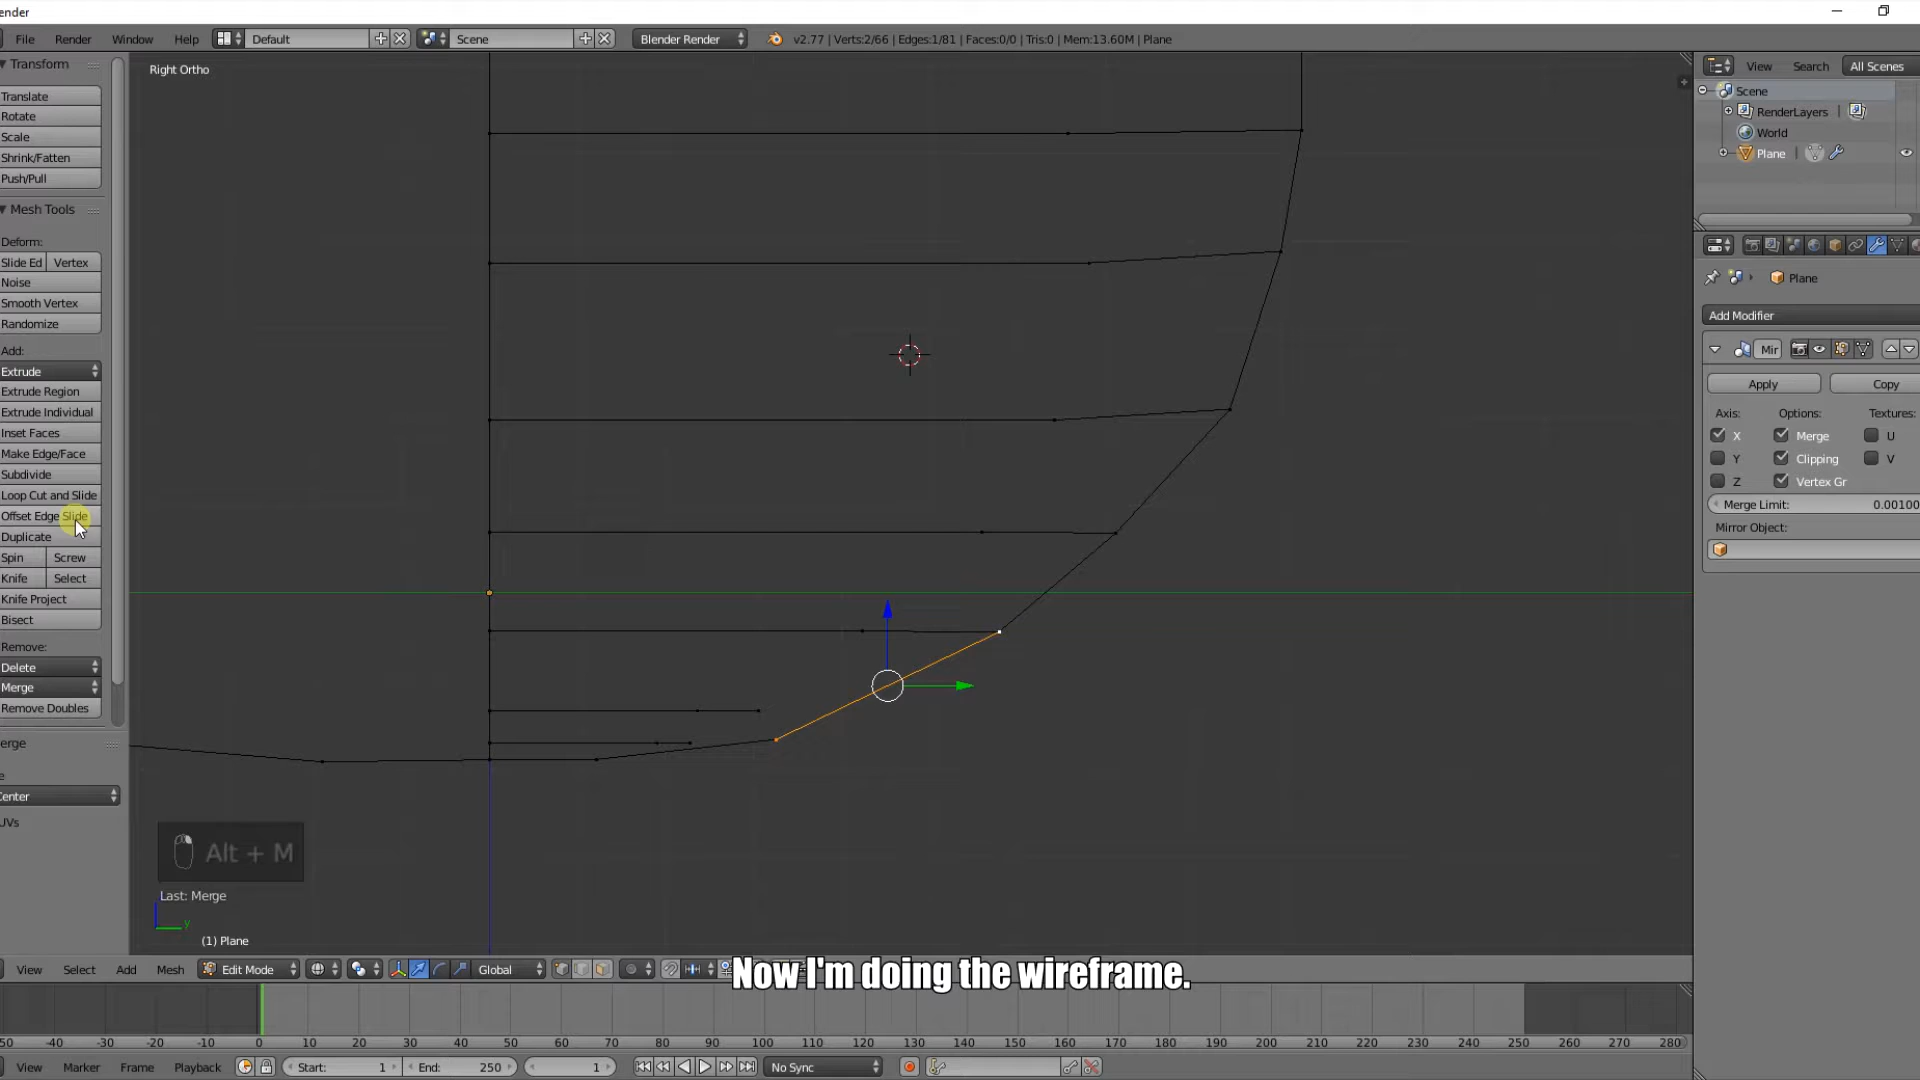 ender
File Render Window Help Default Scene Blender Render v2.77 | Verts:2/66 | Edges:1/81 | Faces:0/0 | Tris:0 | Mem:13.60M | Plane
Transform
Translate
Rotate
Scale
Shrink/Fatten
Push/Pull
Mesh Tools
Deform:
Slide Ed Vertex
Noise
Smooth Vertex
Randomize
Add:
Extrude
Extrude Region
Extrude Individual
Inset Faces
Make Edge/Face
Subdivide
Loop Cut and Slide
Offset Edge Slide
Duplicate
Spin Screw
Knife Select
Knife Project
Bisect
Remove:
Delete
Merge
Remove Doubles
erge
e
Center
UVs
Right Ortho
Alt + M
Last: Merge
y
(1) Plane
View Search All Scenes
Scene
RenderLayers |
World
Plane |
Plane
Add Modifier
Mir
Apply Copy
Axis: Options: Textures:
X Merge U
Y Clipping V
Z Vertex Gr
Merge Limit: 0.00100
Mirror Object:
View Select Add Mesh Edit Mode Global
Now I'm doing the wireframe.
-50 -40 -30 -20 -10 0 10 20 30 40 50 60 70 80 90 100 110 120 130 140 150 160 170 180 190 200 210 220 230 240 250 260 270 280
View Marker Frame Playback Start: 1 End: 250 1 No Sync